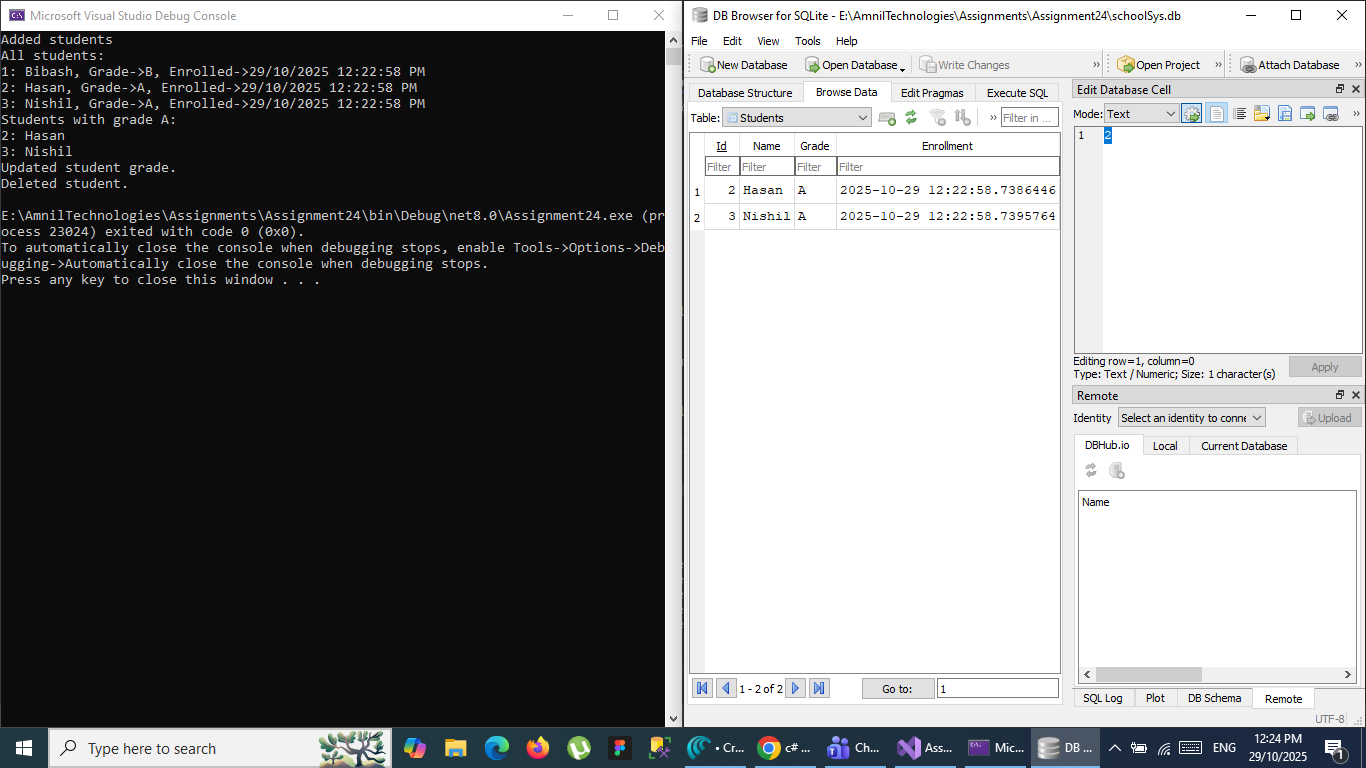 Microsoft Visual Studio Debug Console
Added students
All students:
1: Bibash, Grade->B, Enrolled->29/10/2025 12:22:58 PM
2: Hasan, Grade->A, Enrolled->29/10/2025 12:22:58 PM
3: Nishil, Grade->A, Enrolled->29/10/2025 12:22:58 PM
Students with grade A:
2: Hasan
3: Nishil
Updated student grade.
Deleted student.
E:\AmnilTechnologies\Assignments\Assignment24\bin\Debug\net8.0\Assignment24.exe (pr
ocess 23024) exited with code 0 (0x0).
To automatically close the console when debugging stops, enable Tools->Options->Deb
ugging->Automatically close the console when debugging stops.
Press any key to close this window . . .
DB Browser for SQLite - E:\AmnilTechnologies\Assignments\Assignment24\schoolSys.db
File Edit View Tools Help
New Database Open Database Write Changes » Open Project » Attach Database »
Database Structure Browse Data Edit Pragmas Execute SQL
Table: Students » Filter in ...
Id Name Grade Enrollment
Filter Filter Filter Filter
1 2 Hasan A 2025-10-29 12:22:58.7386446
2 3 Nishil A 2025-10-29 12:22:58.7395764
1 - 2 of 2 Go to: 1
Edit Database Cell
Mode: Text »
1 2
Editing row=1, column=0
Type: Text / Numeric; Size: 1 character(s)
Apply
Remote
Identity Select an identity to conne Upload
DBHub.io Local Current Database
Name
SQL Log Plot DB Schema Remote
UTF-8
Type here to search
• Cr... c# ... Ch... Ass... Mic... DB ...
ENG
12:24 PM
29/10/2025
1